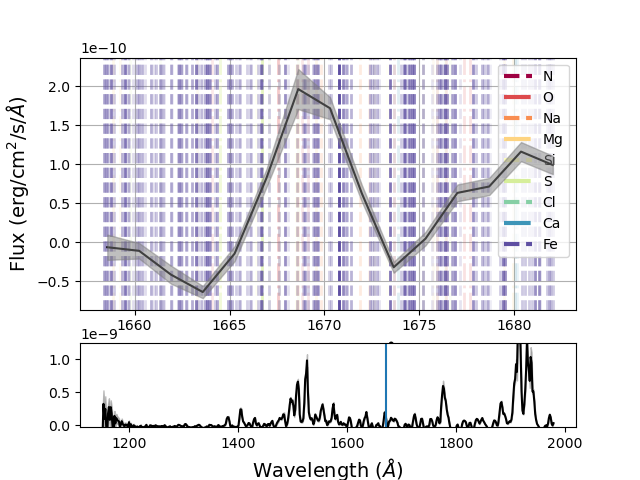 1e−10
2.0
1.5
1.0
0.5
0.0
−0.5
Flux (erg/cm²/s/Å)
N
O
Na
Mg
Si
S
Cl
Ca
Fe
1660 1665 1670 1675 1680
1e−9
1.0
0.5
0.0
1200 1400 1600 1800 2000
Wavelength (Å)